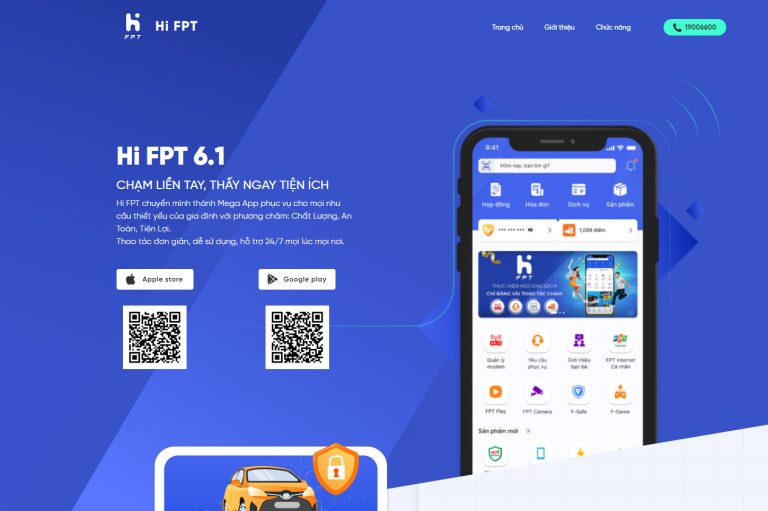 Hi FPT
FPT
Trang chủ
Giới thiệu
Chức năng
19006600
Hi FPT 6.1
CHẠM LIỀN TAY, THẤY NGAY TIỆN ÍCH
Hi FPT chuyển mình thành Mega App phục vụ cho mọi nhu
cầu thiết yếu của gia đình với phương châm: Chất Lượng, An
Toàn, Tiện Lợi.
Thao tác đơn giản, dễ sử dụng, hỗ trợ 24/7 mọi lúc mọi nơi.
Apple store
Google play
9:41
Hôm nay, bạn tìm gì?
Hợp đồng
Hóa đơn
Dịch vụ
Sản phẩm
*** *** ***
1,099 điểm
hi
FPT
THỰC HIỆN MỌI GIAO DỊCH
CHỈ BẰNG VÀI THAO TÁC CHẠM
Quản lý
modem
Yêu cầu
phục vụ
Giới thiệu
bạn bè
FPT Internet
Cá nhân
FPT Play
FPT Camera
F-Safe
F-Game
Sản phẩm mới